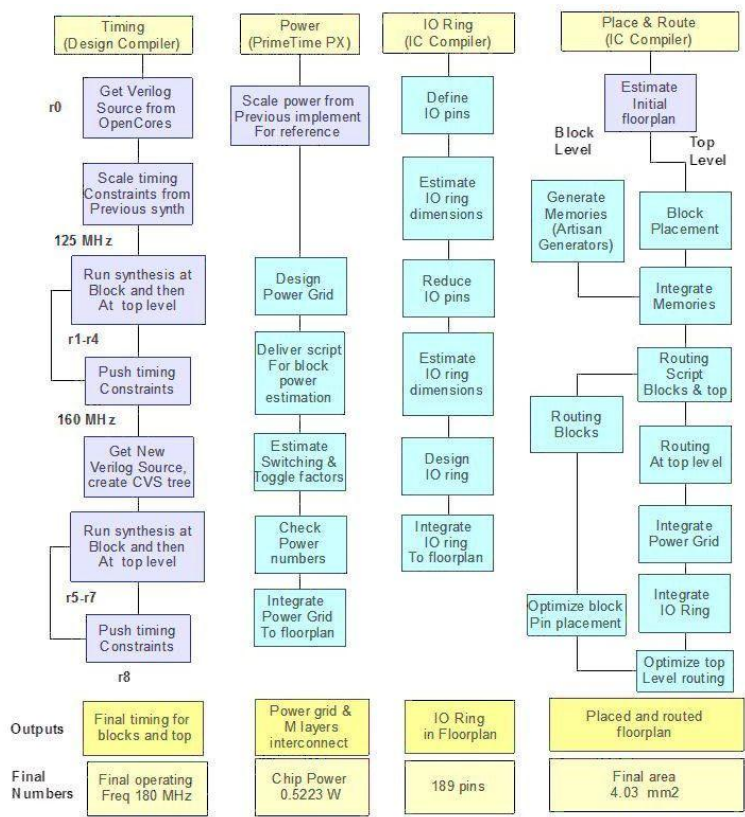 Timing
(Design Compiler)
r0
Get Verilog
Source from
OpenCores
Scale timing
Constraints from
Previous synth
125 MHz
Run synthesis at
Block and then
At top level
r1-r4
Push timing
Constraints
160 MHz
Get New
Verilog Source,
create CVS tree
Run synthesis at
Block and then
At top level
r5-r7
Push timing
Constraints
r8
Power
(PrimeTime PX)
Scale power from
Previous implement
For reference
Design
Power Grid
Deliver script
For block
power
estimation
Estimate
Switching &
Toggle factors
Check
Power
numbers
Integrate
Power Grid
To floorplan
IO Ring
(IC Compiler)
Define
IO pins
Estimate
IO ring
dimensions
Reduce
IO pins
Estimate
IO ring
dimensions
Design
IO ring
Integrate
IO ring
To floorplan
Place & Route
(IC Compiler)
Estimate
Initial
floorplan
Block
Level
Top
Level
Generate
Memories
(Artisan
Generators)
Block
Placement
Integrate
Memories
Routing
Script
Blocks & top
Routing
Blocks
Routing
At top level
Integrate
Power Grid
Integrate
IO Ring
Optimize block
Pin placement
Optimize top
Level routing
Outputs
Final timing for
blocks and top
Power grid &
M layers
interconnect
IO Ring
in Floorplan
Placed and routed
floorplan
Final
Numbers
Final operating
Freq 180 MHz
Chip Power
0.5223 W
189 pins
Final area
4.03 mm2